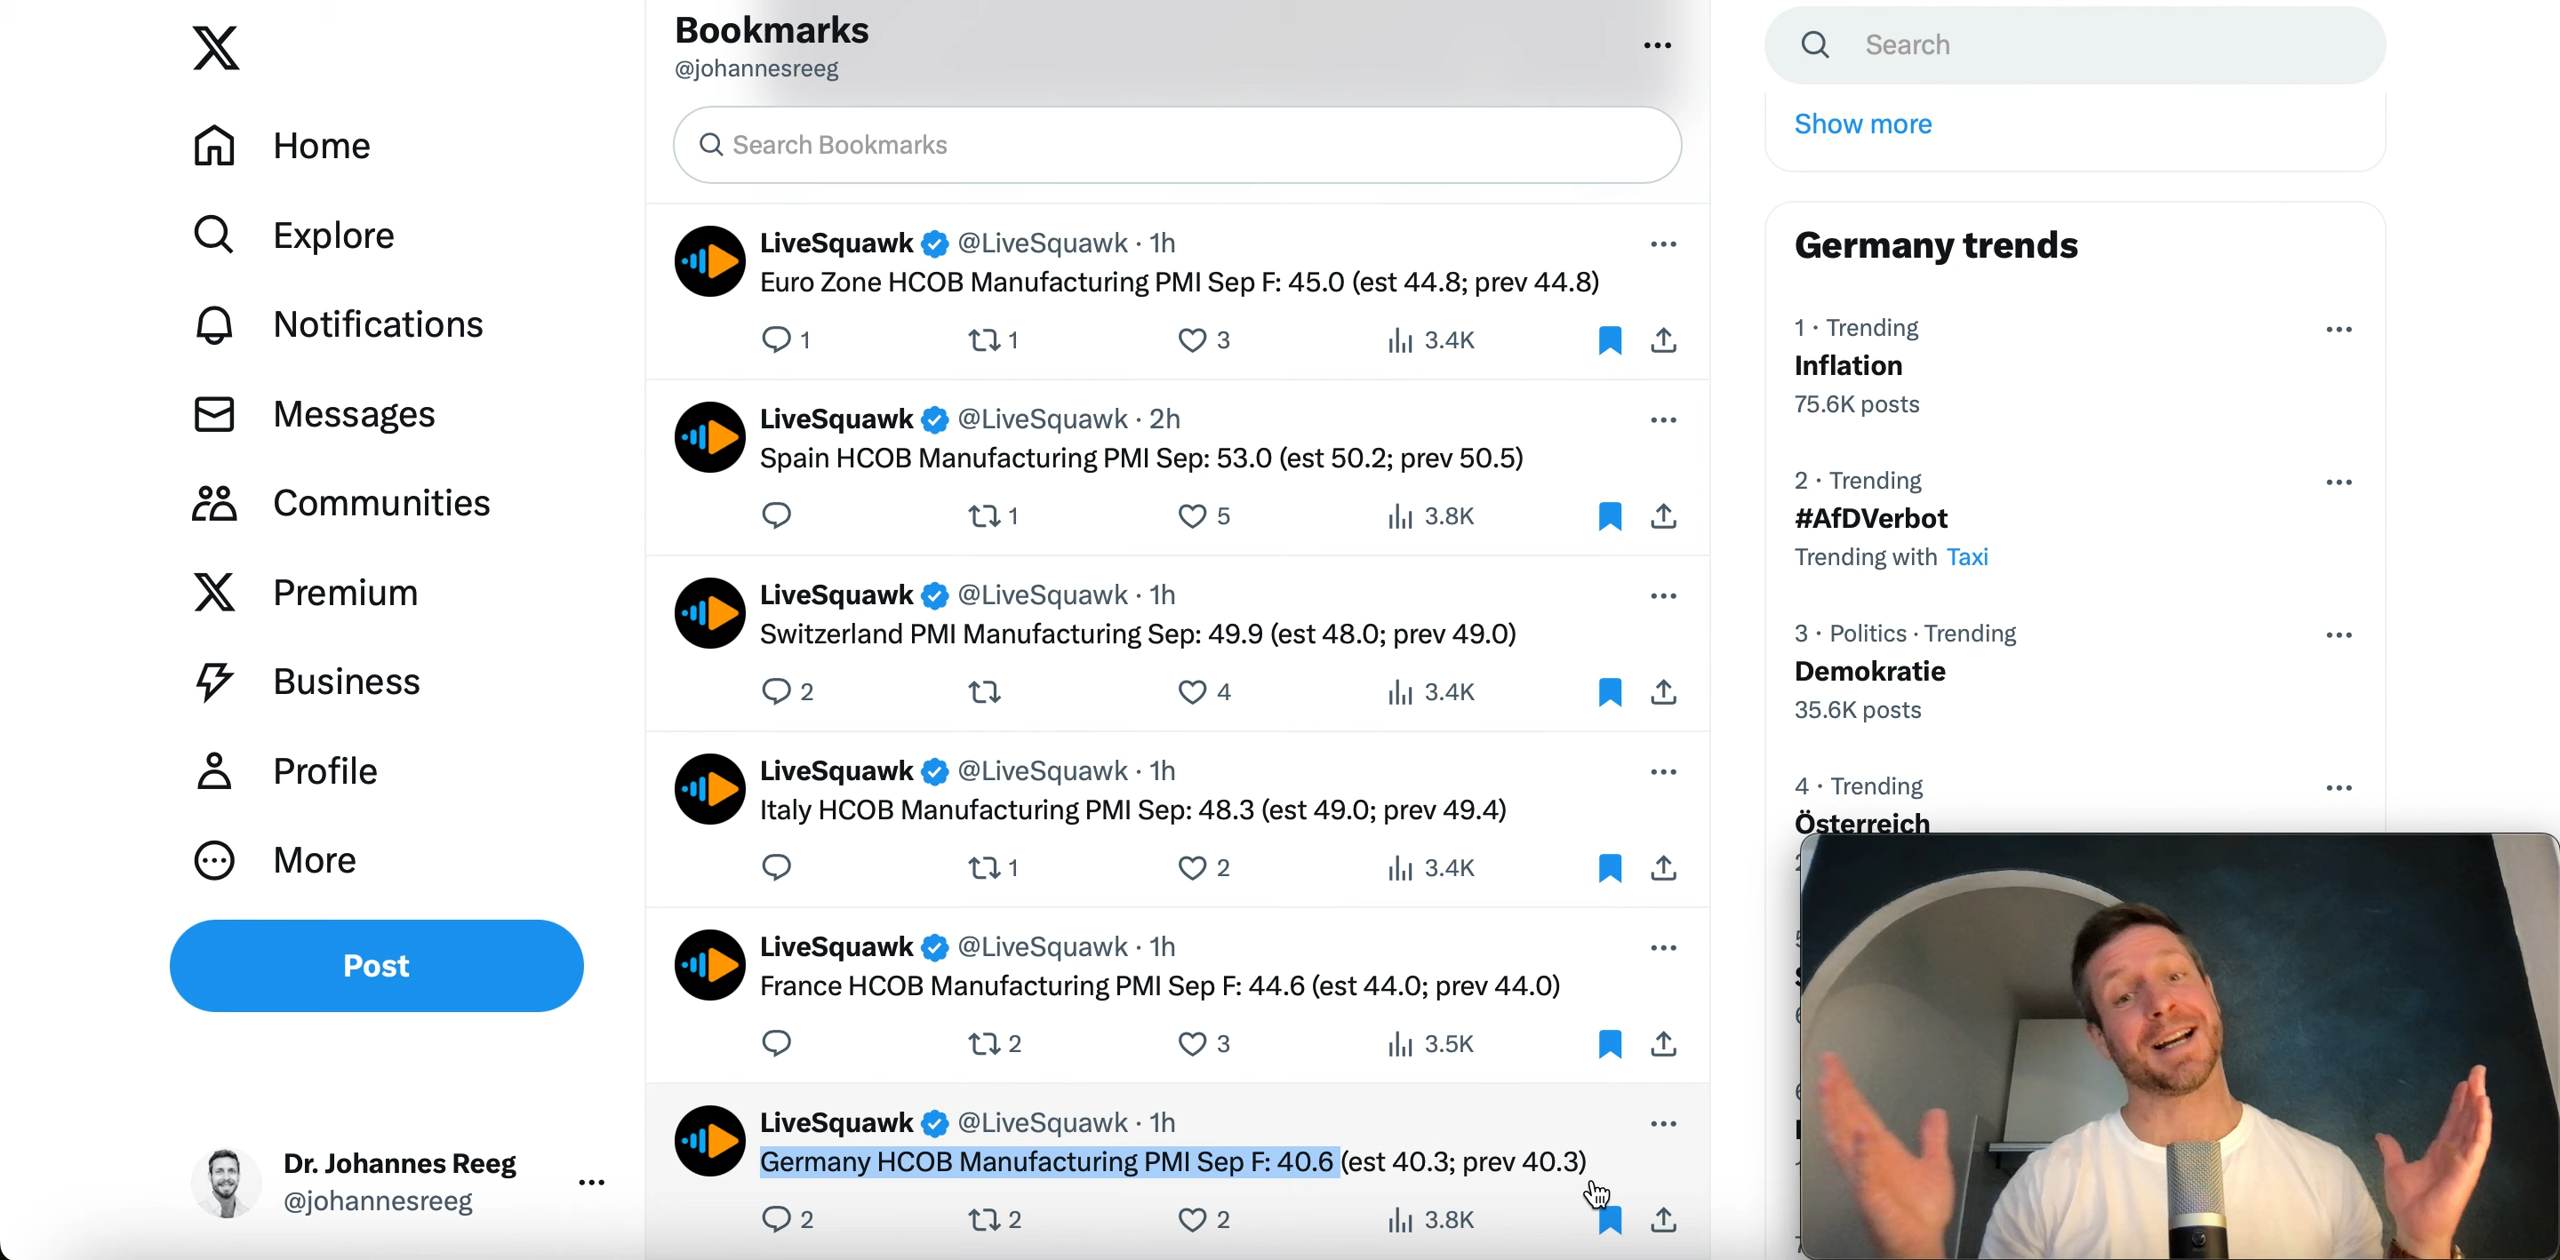 Home
Explore
Notifications
Messages
Communities
Premium
Business
Profile
More
Post
Dr. Johannes Reeg
@johannesreeg
Bookmarks
@johannesreeg
Search Bookmarks
LiveSquawk @LiveSquawk · 1h
Euro Zone HCOB Manufacturing PMI Sep F: 45.0 (est 44.8; prev 44.8)
1 1 3 3.4K
LiveSquawk @LiveSquawk · 2h
Spain HCOB Manufacturing PMI Sep: 53.0 (est 50.2; prev 50.5)
1 5 3.8K
LiveSquawk @LiveSquawk · 1h
Switzerland PMI Manufacturing Sep: 49.9 (est 48.0; prev 49.0)
2 4 3.4K
LiveSquawk @LiveSquawk · 1h
Italy HCOB Manufacturing PMI Sep: 48.3 (est 49.0; prev 49.4)
1 2 3.4K
LiveSquawk @LiveSquawk · 1h
France HCOB Manufacturing PMI Sep F: 44.6 (est 44.0; prev 44.0)
2 3 3.5K
LiveSquawk @LiveSquawk · 1h
Germany HCOB Manufacturing PMI Sep F: 40.6 (est 40.3; prev 40.3)
2 2 2 3.8K
Search
Show more
Germany trends
1 · Trending
Inflation
75.6K posts
2 · Trending
#AfDVerbot
Trending with Taxi
3 · Politics · Trending
Demokratie
35.6K posts
4 · Trending
Österreich